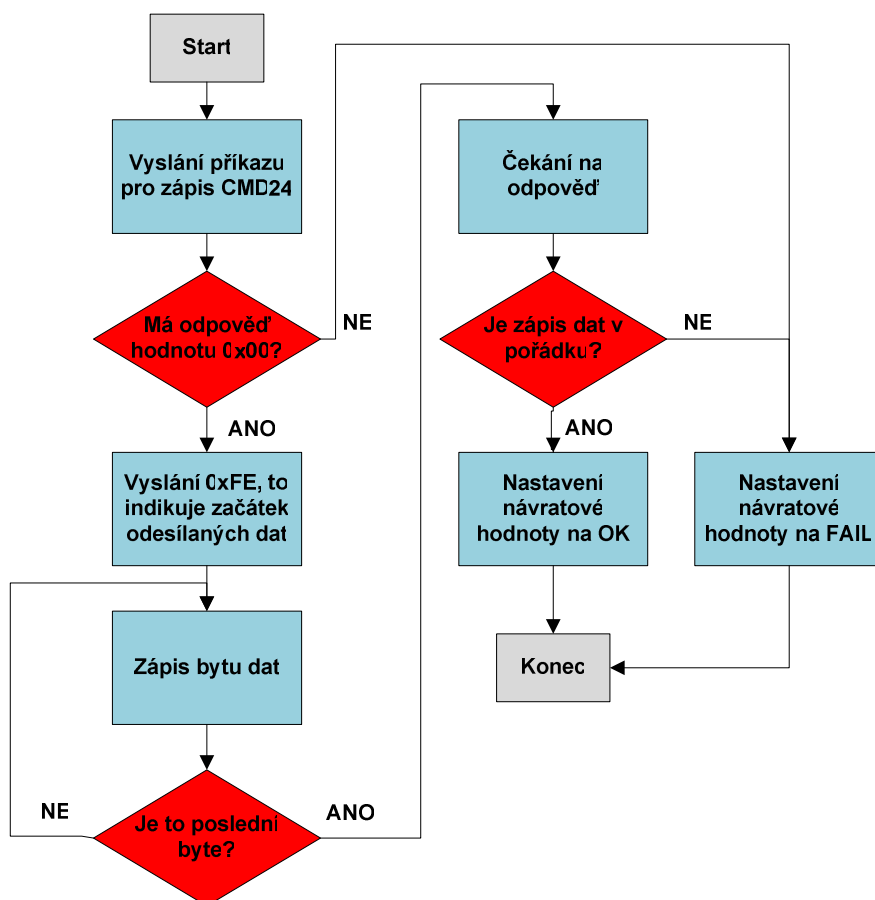 Start
Vyslání příkazu
pro zápis CMD24
Má odpověď
hodnotu 0x00?
NE
ANO
Vyslání 0xFE, to
indikuje začátek
odesílaných dat
Zápis bytu dat
Je to poslední
byte?
NE
ANO
Čekání na
odpověď
Je zápis dat v
pořádku?
NE
ANO
Nastavení
návratové
hodnoty na OK
Nastavení
návratové
hodnoty na FAIL
Konec